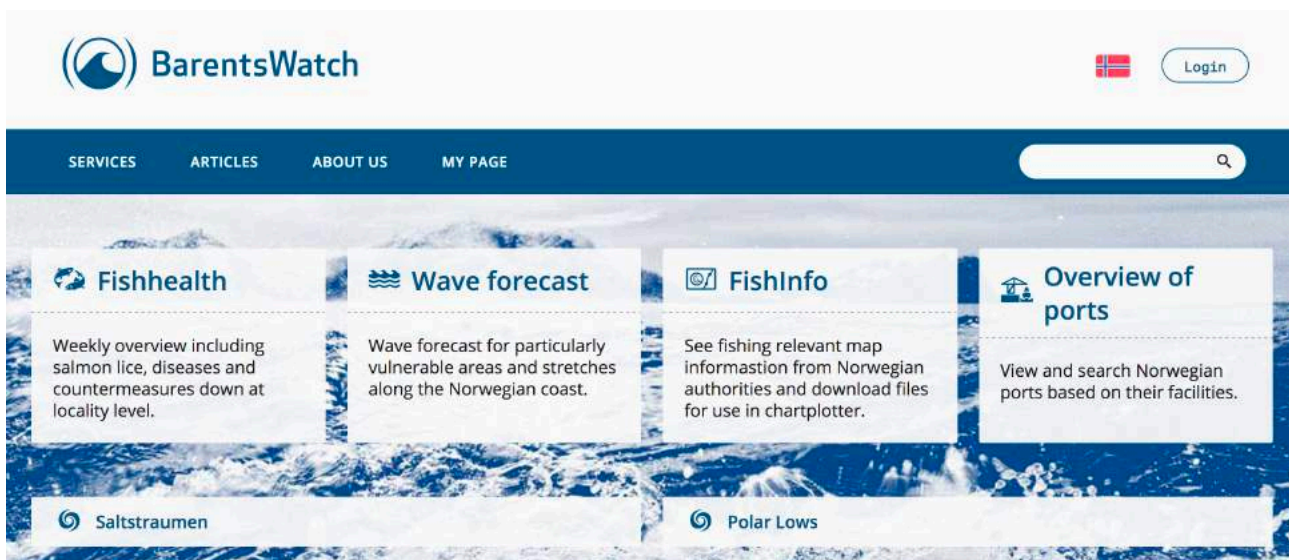 BarentsWatch
Login
SERVICES
ARTICLES
ABOUT US
MY PAGE
Fishhealth
Weekly overview including
salmon lice, diseases and
countermeasures down at
locality level.
Wave forecast
Wave forecast for particularly
vulnerable areas and stretches
along the Norwegian coast.
FishInfo
See fishing relevant map
informastion from Norwegian
authorities and download files
for use in chartplotter.
Overview of
ports
View and search Norwegian
ports based on their facilities.
Saltstraumen
Polar Lows